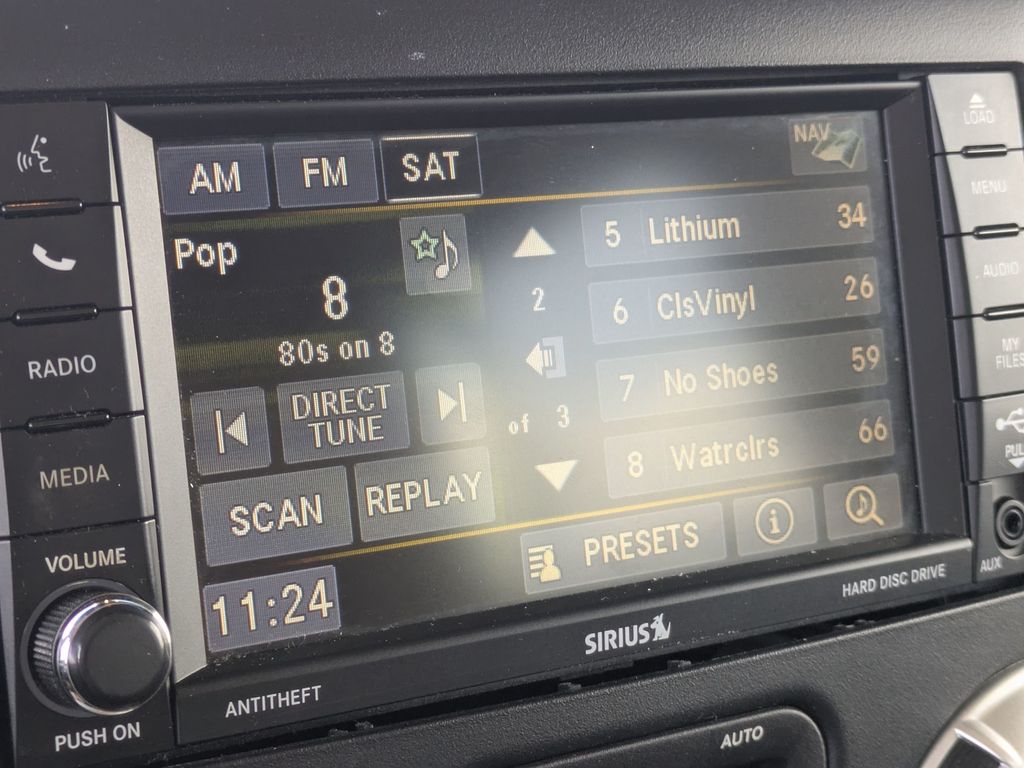 LOAD
AM FM SAT NAV
MENU
Pop
5 Lithium 34
8
2
6 ClsVinyl 26
AUDIO
80s on 8
RADIO
MY FILES
DIRECT TUNE
of 3
7 No Shoes 59
MEDIA
8 Watrclrs 66
PUL
SCAN REPLAY
PRESETS
VOLUME
11:24
AUX
HARD DISC DRIVE
SIRIUS
ANTITHEFT
PUSH ON
AUTO